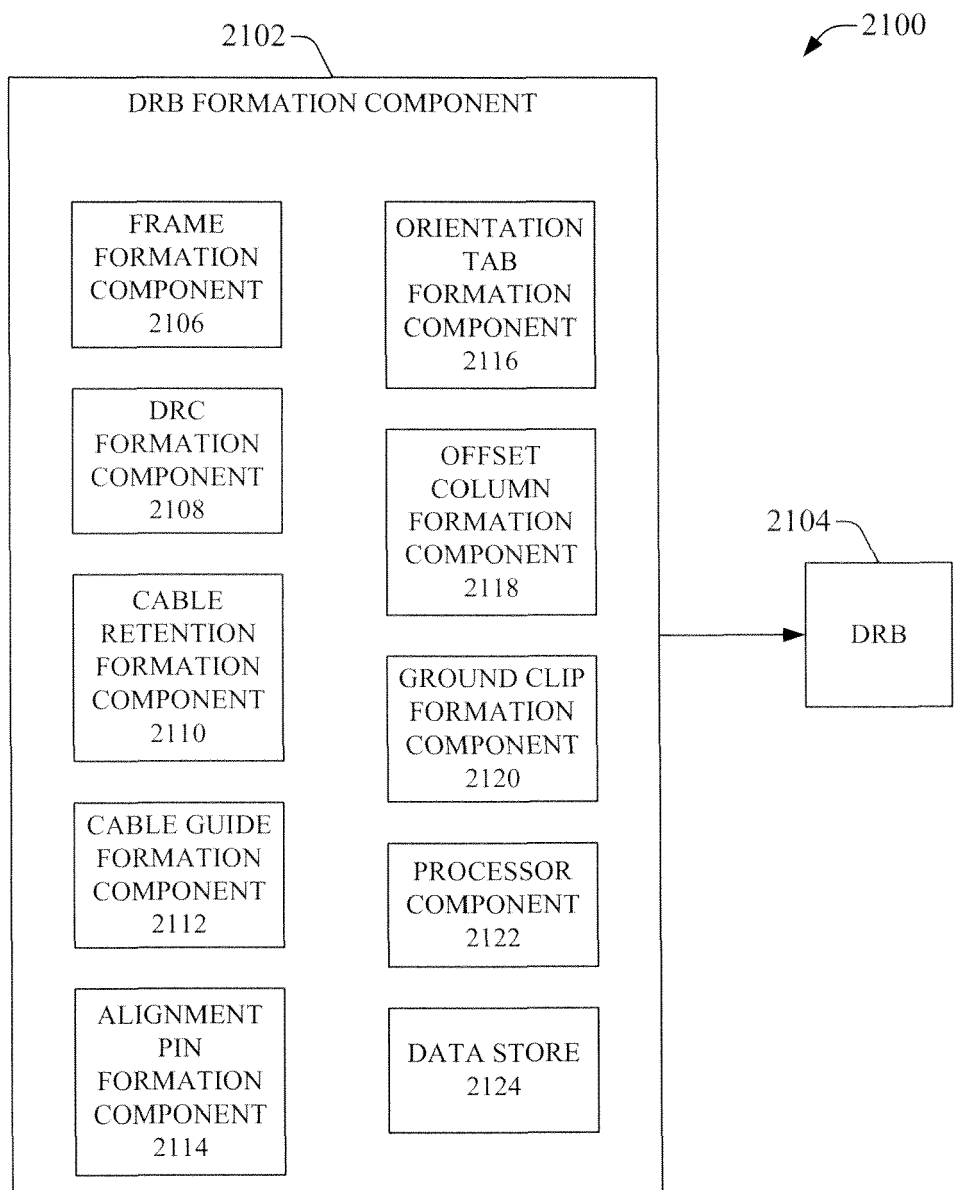 2100
2102
DRB FORMATION COMPONENT
FRAME
FORMATION
COMPONENT
2106
DRC
FORMATION
COMPONENT
2108
CABLE
RETENTION
FORMATION
COMPONENT
2110
CABLE GUIDE
FORMATION
COMPONENT
2112
ALIGNMENT
PIN
FORMATION
COMPONENT
2114
ORIENTATION
TAB
FORMATION
COMPONENT
2116
OFFSET
COLUMN
FORMATION
COMPONENT
2118
GROUND CLIP
FORMATION
COMPONENT
2120
PROCESSOR
COMPONENT
2122
DATA STORE
2124
2104
DRB